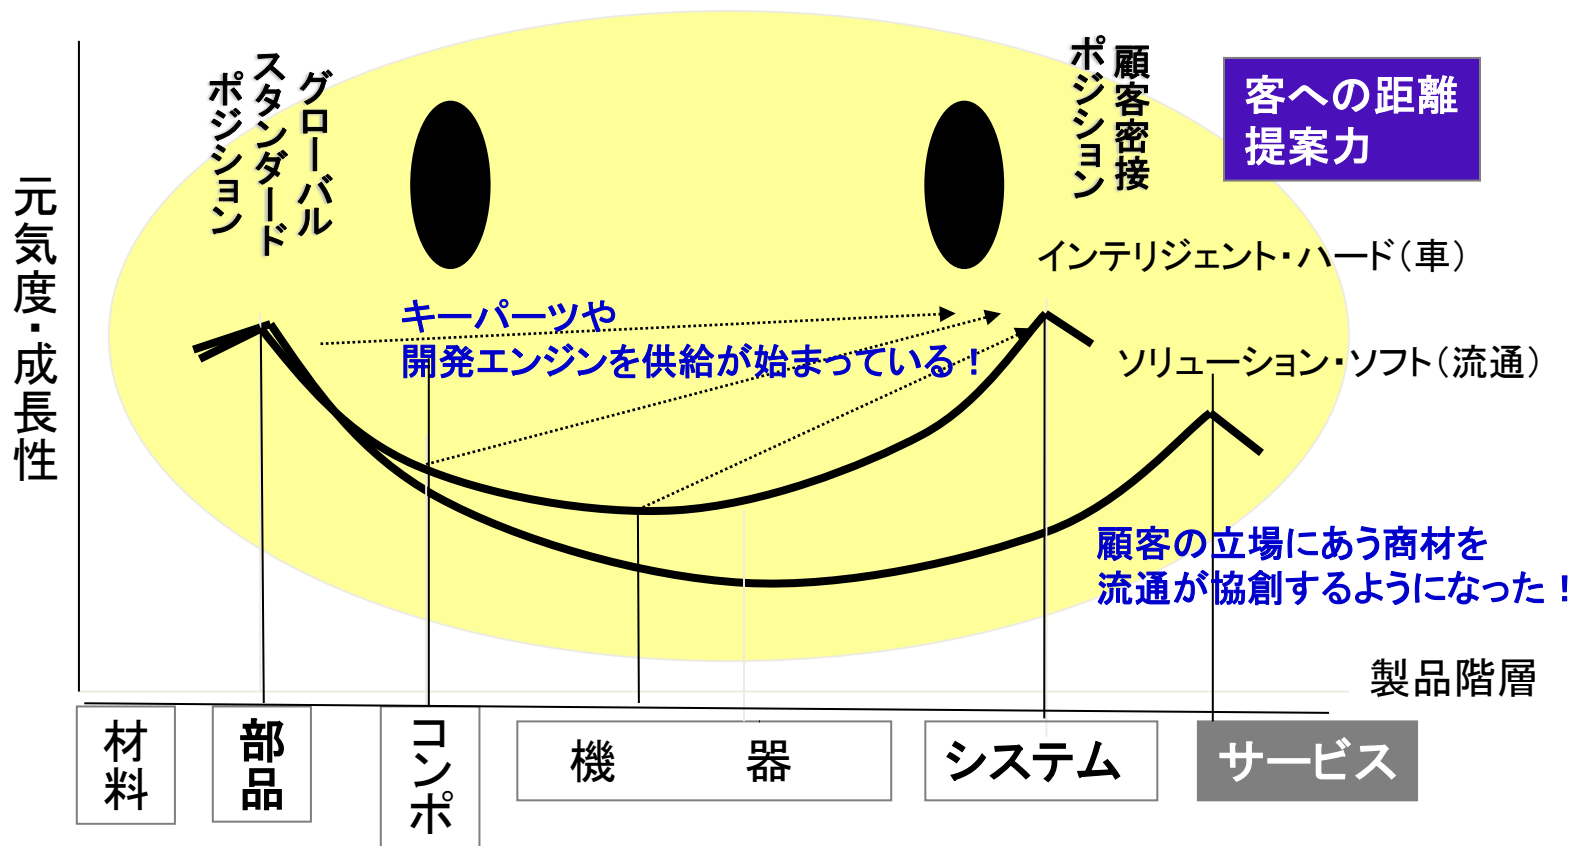 グローバル
スタンダード
ポジション
顧客密接
ポジション
客への距離
提案力
元気度・成長性
インテリジェント・ハード（車）
キーパーツや
開発エンジンを供給が始まっている！
ソリューション・ソフト（流通）
顧客の立場にあう商材を
流通が協創するようになった！
製品階層
材料
部品
コンポ
機器
システム
サービス